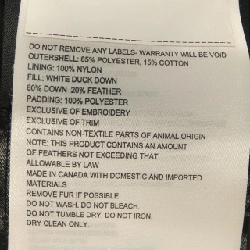 DO NOT REMOVE ANY LABELS- WARRANTY WILL BE VOID
OUTERSHELL: 85% POLYESTER, 15% COTTON
LINING: 100% NYLON
FILL: WHITE DUCK DOWN
80% DOWN 20% FEATHER
PADDING: 100% POLYESTER
EXCLUSIVE OF EMBROIDERY
EXCLUSIVE OF TRIM
CONTAINS NON-TEXTILE PARTS OF ANIMAL ORIGIN
NOTE: THIS PRODUCT CONTAINS AN AMOUNT
OF FEATHERS NOT EXCEEDING THAT
ALLOWABLE BY LAW
MADE IN CANADA WITH DOMESTIC AND IMPORTED
MATERIALS
REMOVE FUR IF POSSIBLE
DO NOT WASH. DO NOT BLEACH.
DO NOT TUMBLE DRY. DO NOT IRON.
DRY CLEAN ONLY.